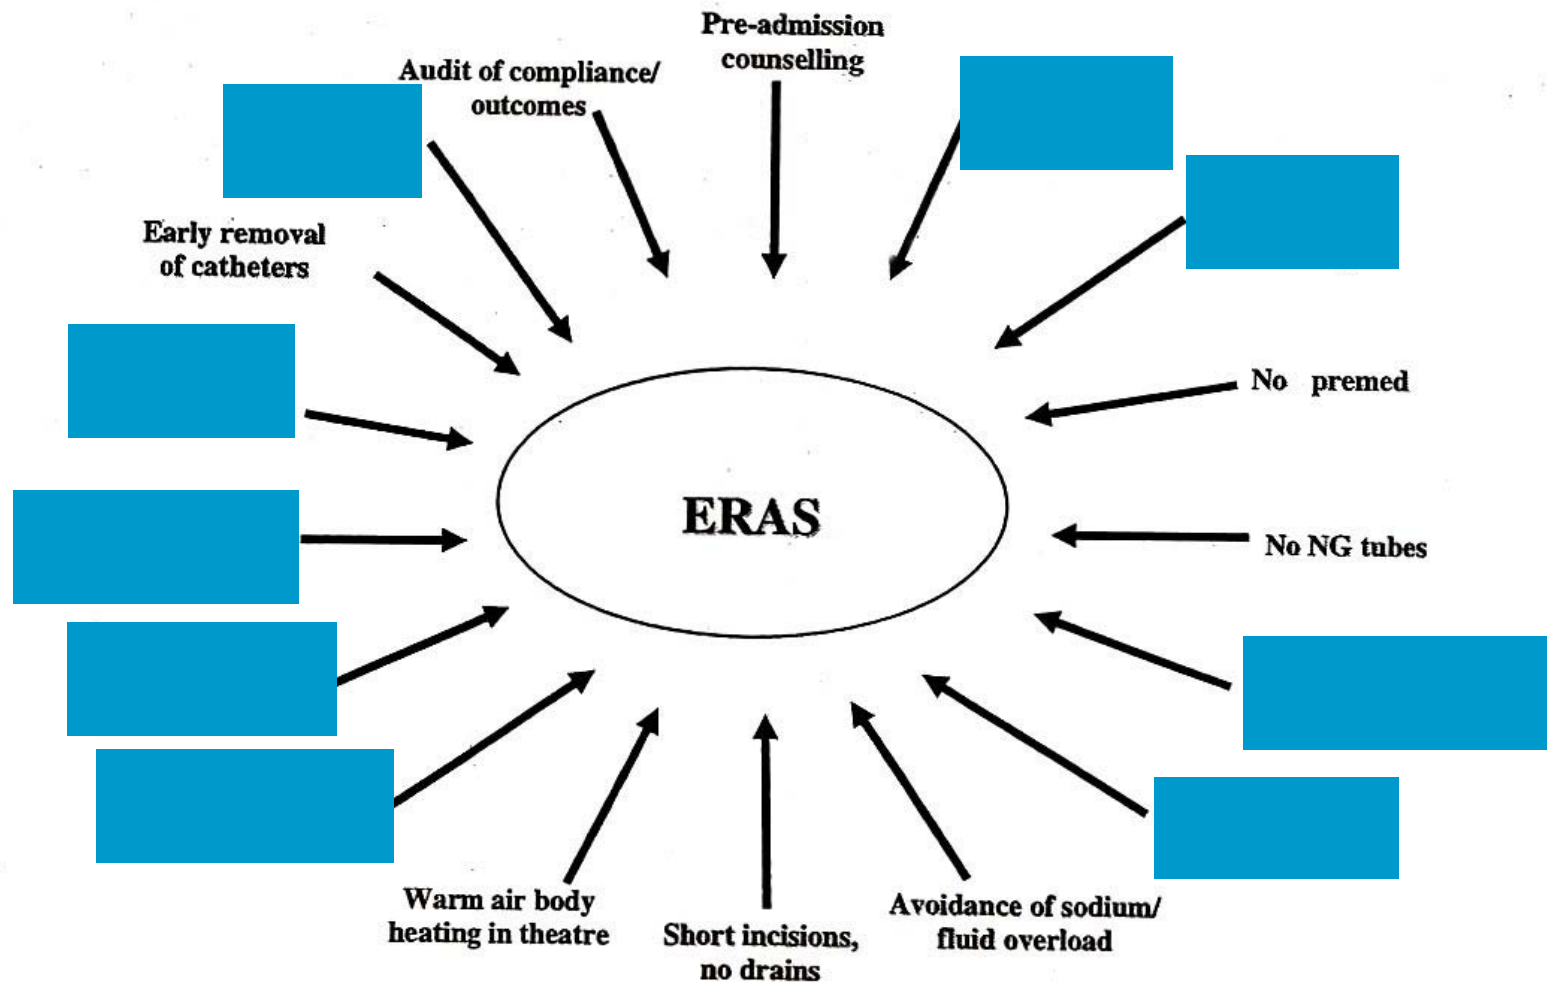 Pre-admission
counselling
Audit of compliance/
outcomes
Early removal
of catheters
No premed
ERAS
No NG tubes
Warm air body
heating in theatre
Short incisions,
no drains
Avoidance of sodium/
fluid overload